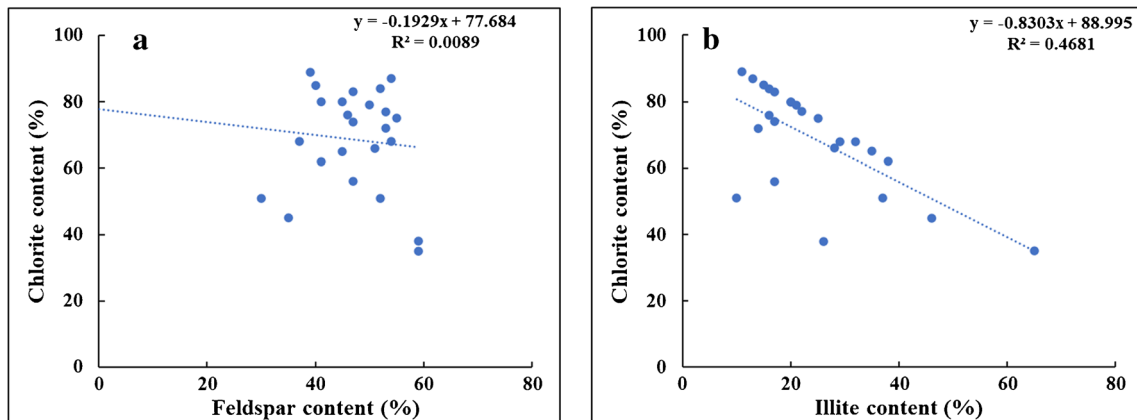 a
y = -0.1929x + 77.684
R² = 0.0089
Chlorite content (%)
100
80
60
40
20
0
0 20 40 60 80
Feldspar content (%)
b
y = -0.8303x + 88.995
R² = 0.4681
Chlorite content (%)
100
80
60
40
20
0
0 20 40 60 80
Illite content (%)